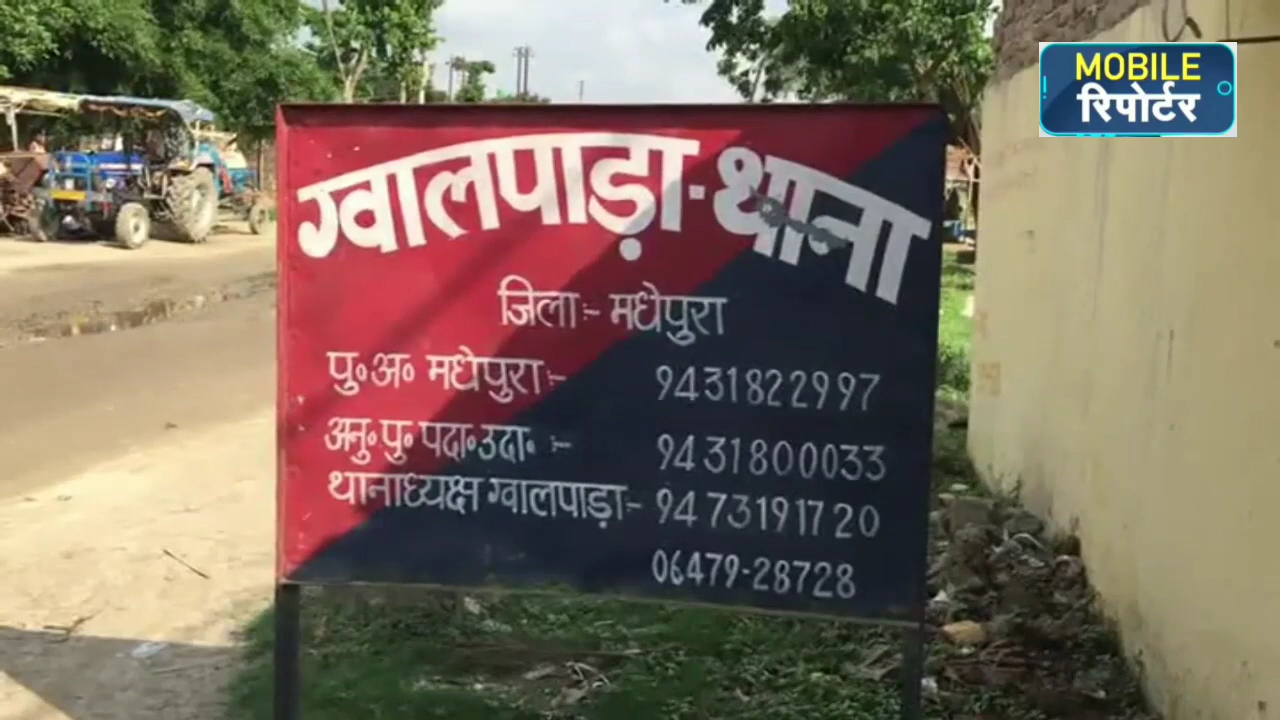 MOBILE
रिपोर्टर
ग्वालपाड़ा-थाना
जिला:- मधेपुरा
पु॰अ॰ मधेपुरा:- 9431822997
अनु॰पु॰पदा॰उदा॰ :- 9431800033
थानाध्यक्ष ग्वालपाड़ा- 9473191720
06479-28728